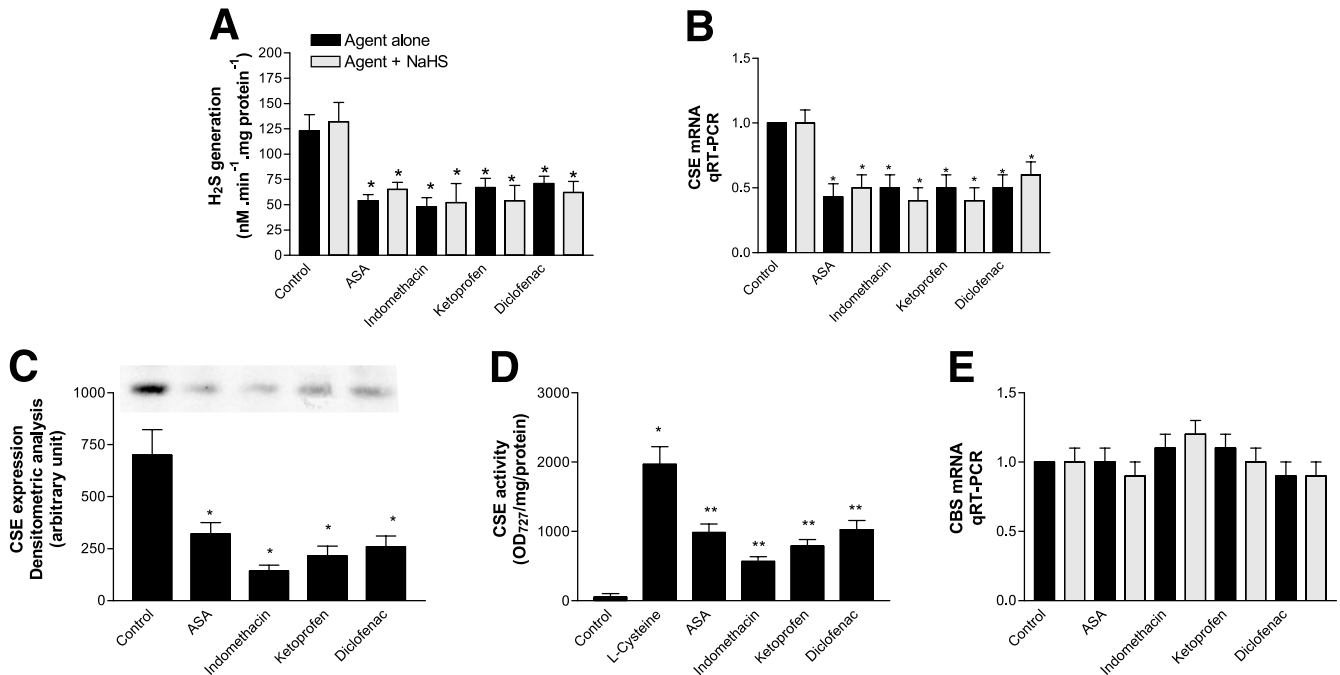 A
Agent alone
Agent + NaHS
H2S generation
(nM.min-1.mg protein-1)
200
175
150
125
100
75
50
25
0
* * * * * * * *
Control
ASA
Indomethacin
Ketoprofen
Diclofenac
B
CSE mRNA
qRT-PCR
1.5
1.0
0.5
0.0
* * * * * * * *
Control
ASA
Indomethacin
Ketoprofen
Diclofenac
C
CSE expression
Densitometric analysis
(arbitrary unit)
1000
750
500
250
0
* * * *
Control
ASA
Indomethacin
Ketoprofen
Diclofenac
D
CSE activity
(OD727/mg/protein)
3000
2000
1000
0
* ** ** ** **
Control
L-Cysteine
ASA
Indomethacin
Ketoprofen
Diclofenac
E
CBS mRNA
qRT-PCR
1.5
1.0
0.5
0.0
Control
ASA
Indomethacin
Ketoprofen
Diclofenac